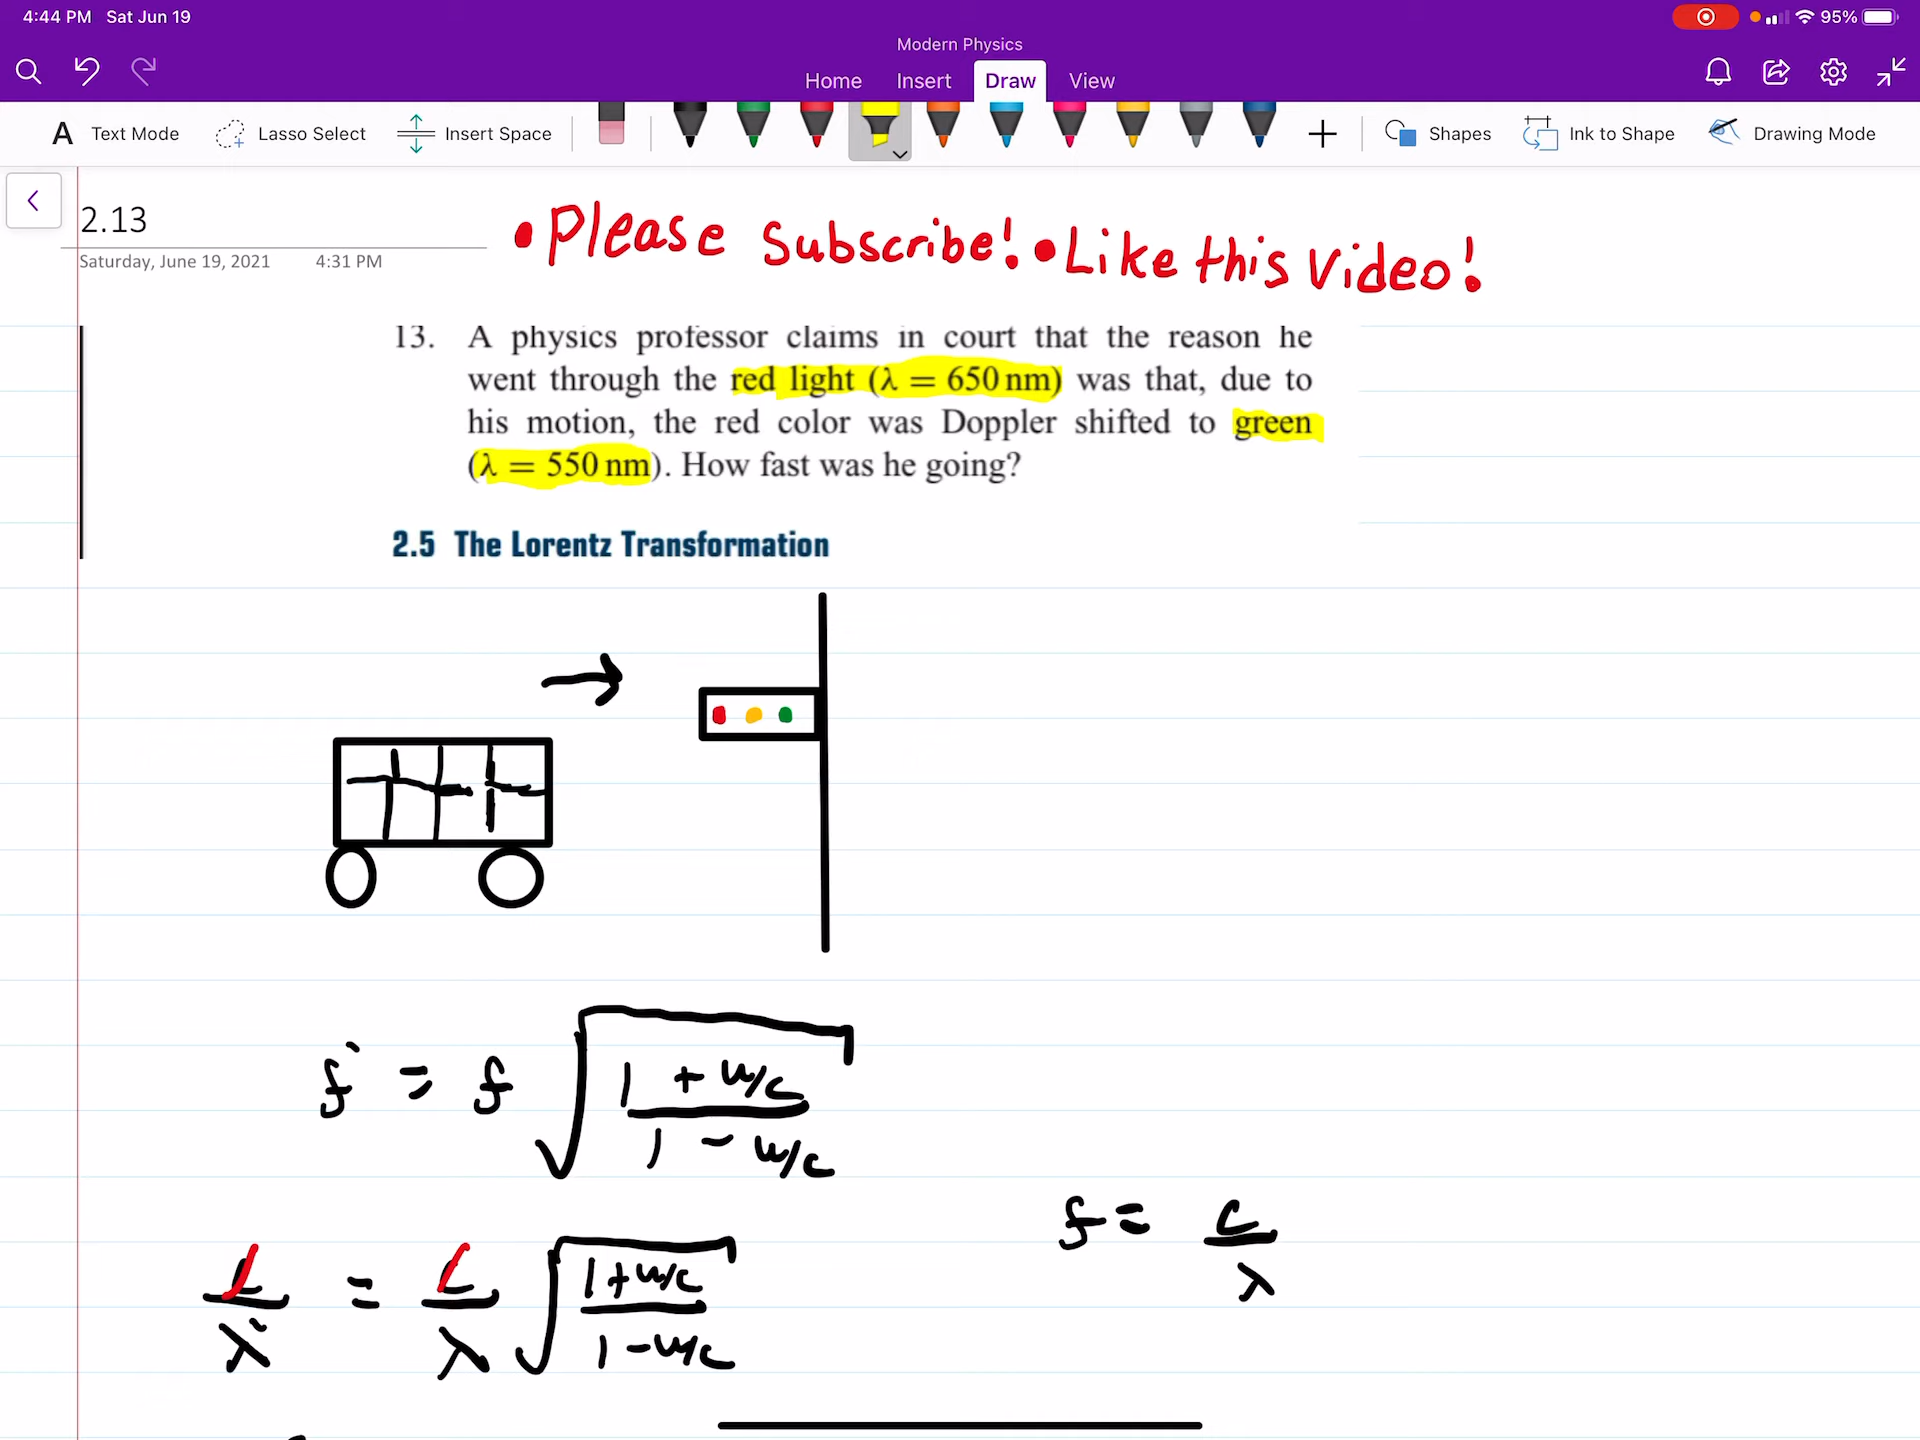 4:44 PM Sat Jun 19
95%
Modern Physics
Home Insert Draw View
A Text Mode Lasso Select Insert Space Shapes Ink to Shape Drawing Mode
2.13
Saturday, June 19, 2021 4:31 PM
• Please Subscribe! • Like this Video!
13. A physics professor claims in court that the reason he
went through the red light (λ = 650 nm) was that, due to
his motion, the red color was Doppler shifted to green
(λ = 550 nm). How fast was he going?
2.5 The Lorentz Transformation
f' = f √((1 + u/c)/(1 - u/c))
f = c/λ
c/λ' = c/λ √((1+u/c)/(1-u/c))